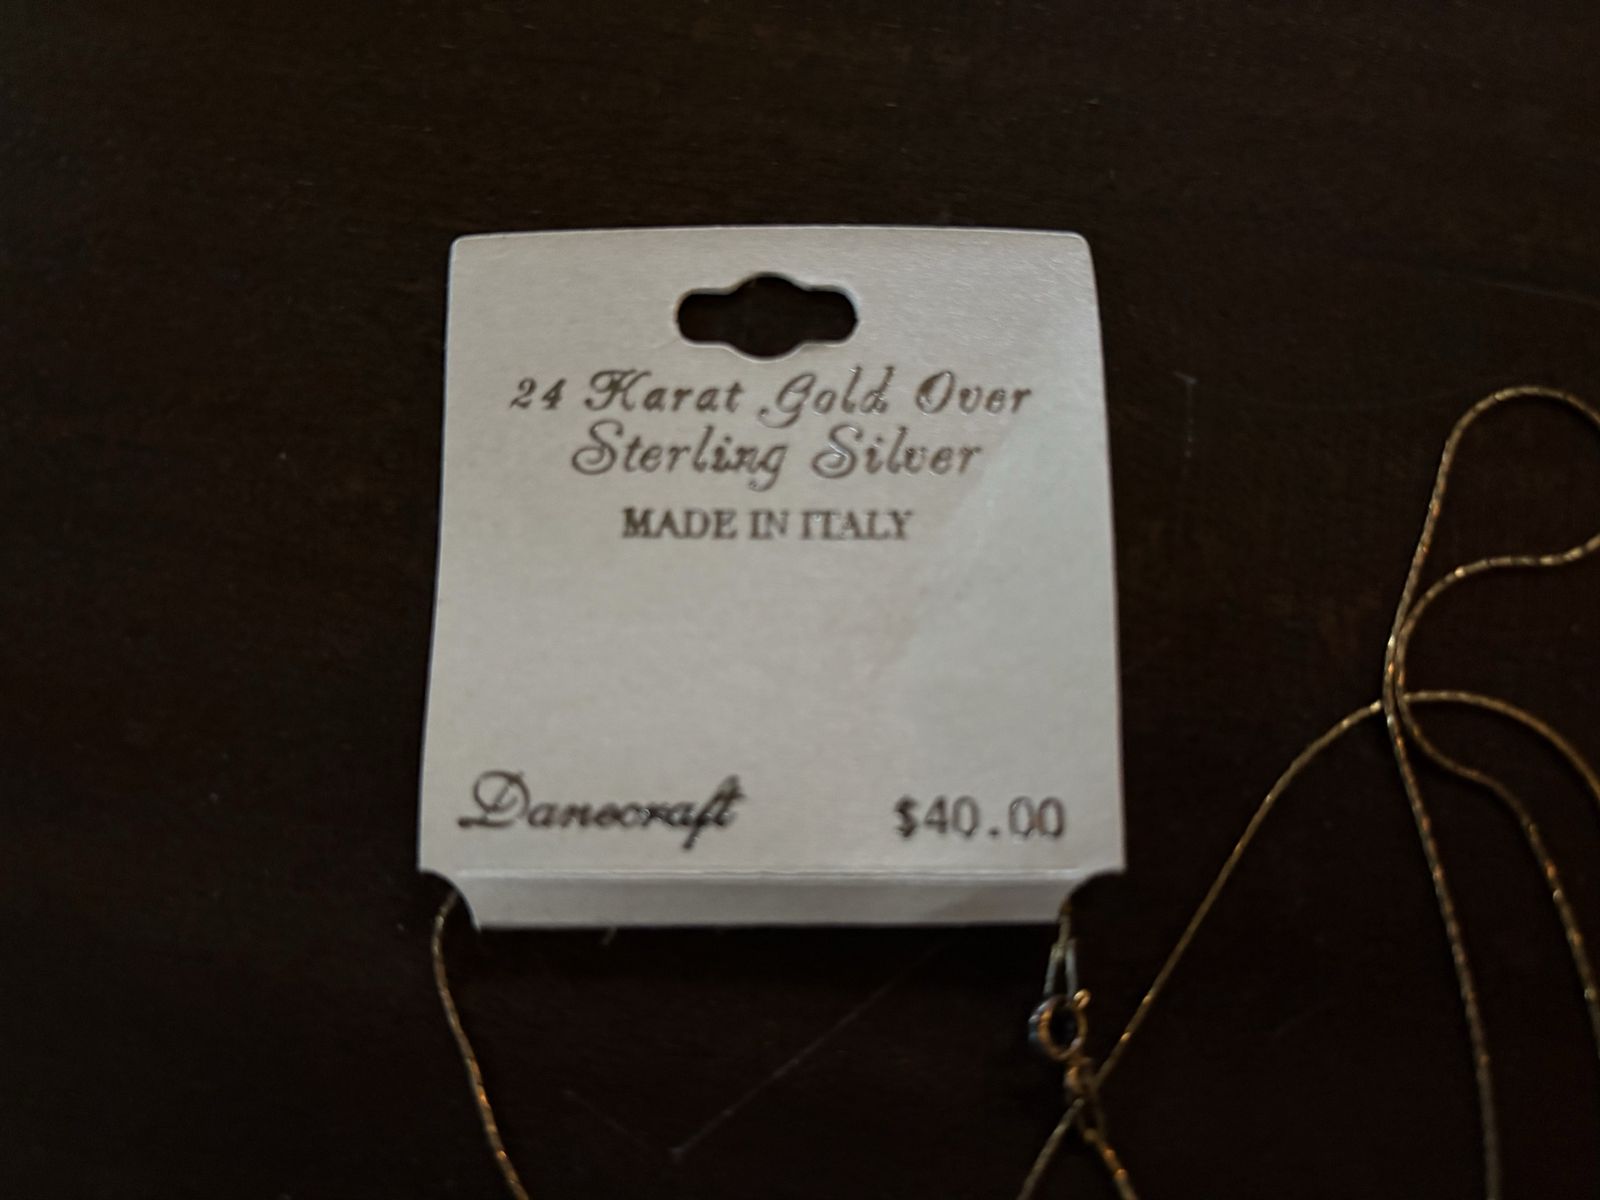 24 Karat Gold Over
Sterling Silver
MADE IN ITALY
Danecraft $40.00